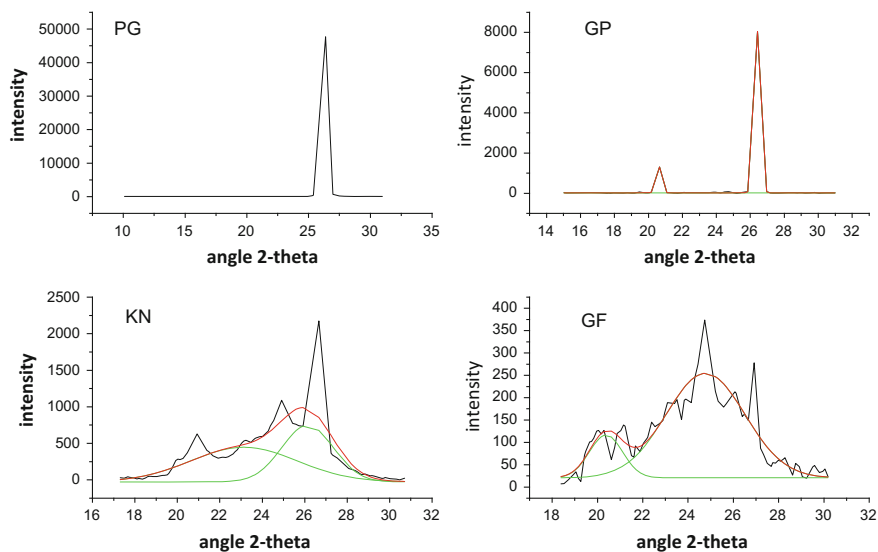 PG
intensity
50000
40000
30000
20000
10000
0
10 15 20 25 30 35
angle 2-theta
GP
intensity
8000
6000
4000
2000
0
14 16 18 20 22 24 26 28 30 32
angle 2-theta
KN
intensity
2500
2000
1500
1000
500
0
16 18 20 22 24 26 28 30 32
angle 2-theta
GF
intensity
400
350
300
250
200
150
100
50
0
18 20 22 24 26 28 30 32
angle 2-theta